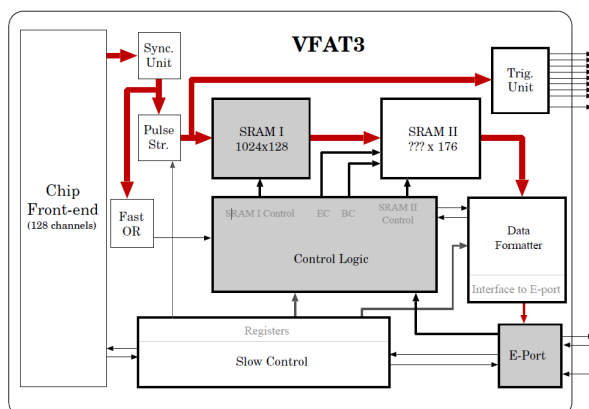 VFAT3
Sync.
Unit
Trig.
Unit
Pulse
Str.
SRAM I
1024x128
SRAM II
??? x 176
Chip
Front-end
(128 channels)
Fast
OR
SRAM I Control
EC
BC
SRAM II
Control
Control Logic
Data
Formatter
Interface to E-port
Registers
Slow Control
E-Port